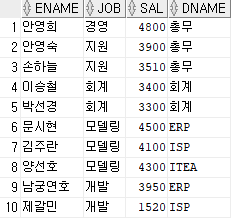 ENAME JOB SAL DNAME
1 안영희 경영 4800 총무
2 안영숙 지원 3900 총무
3 손하늘 지원 3510 총무
4 이승철 회계 3400 회계
5 박선경 회계 3300 회계
6 문시현 모델링 4500 ERP
7 김주란 모델링 4100 ISP
8 양선호 모델링 4300 ITEA
9 남궁연호 개발 3950 ERP
10 제갈민 개발 1520 ISP